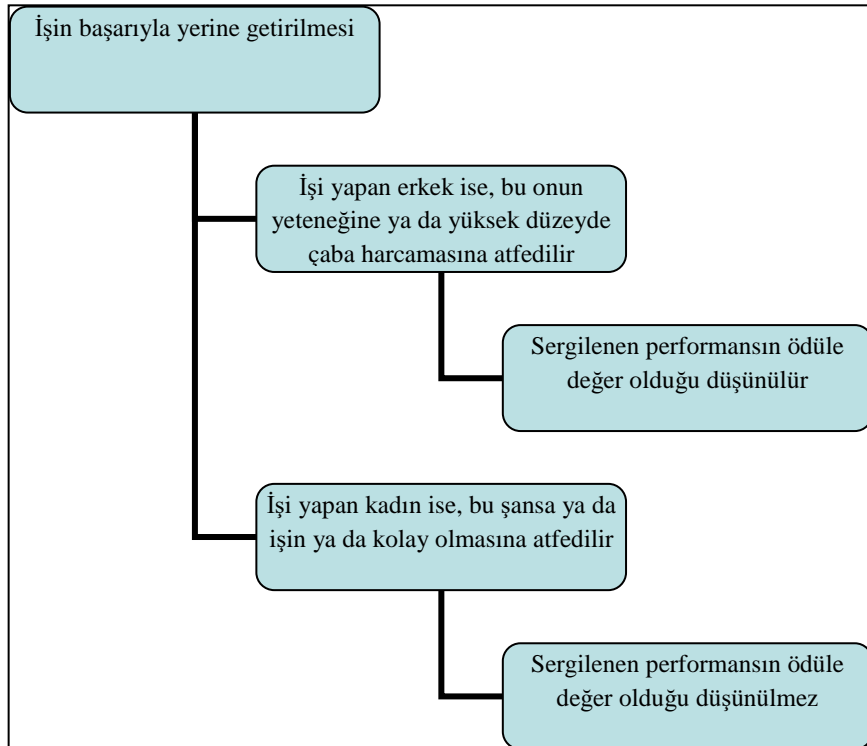 İşin başarıyla yerine getirilmesi
İşi yapan erkek ise, bu onun
yeteneğine ya da yüksek düzeyde
çaba harcamasına atfedilir
Sergilenen performansın ödüle
değer olduğu düşünülür
İşi yapan kadın ise, bu şansa ya da
işin ya da kolay olmasına atfedilir
Sergilenen performansın ödüle
değer olduğu düşünülmez